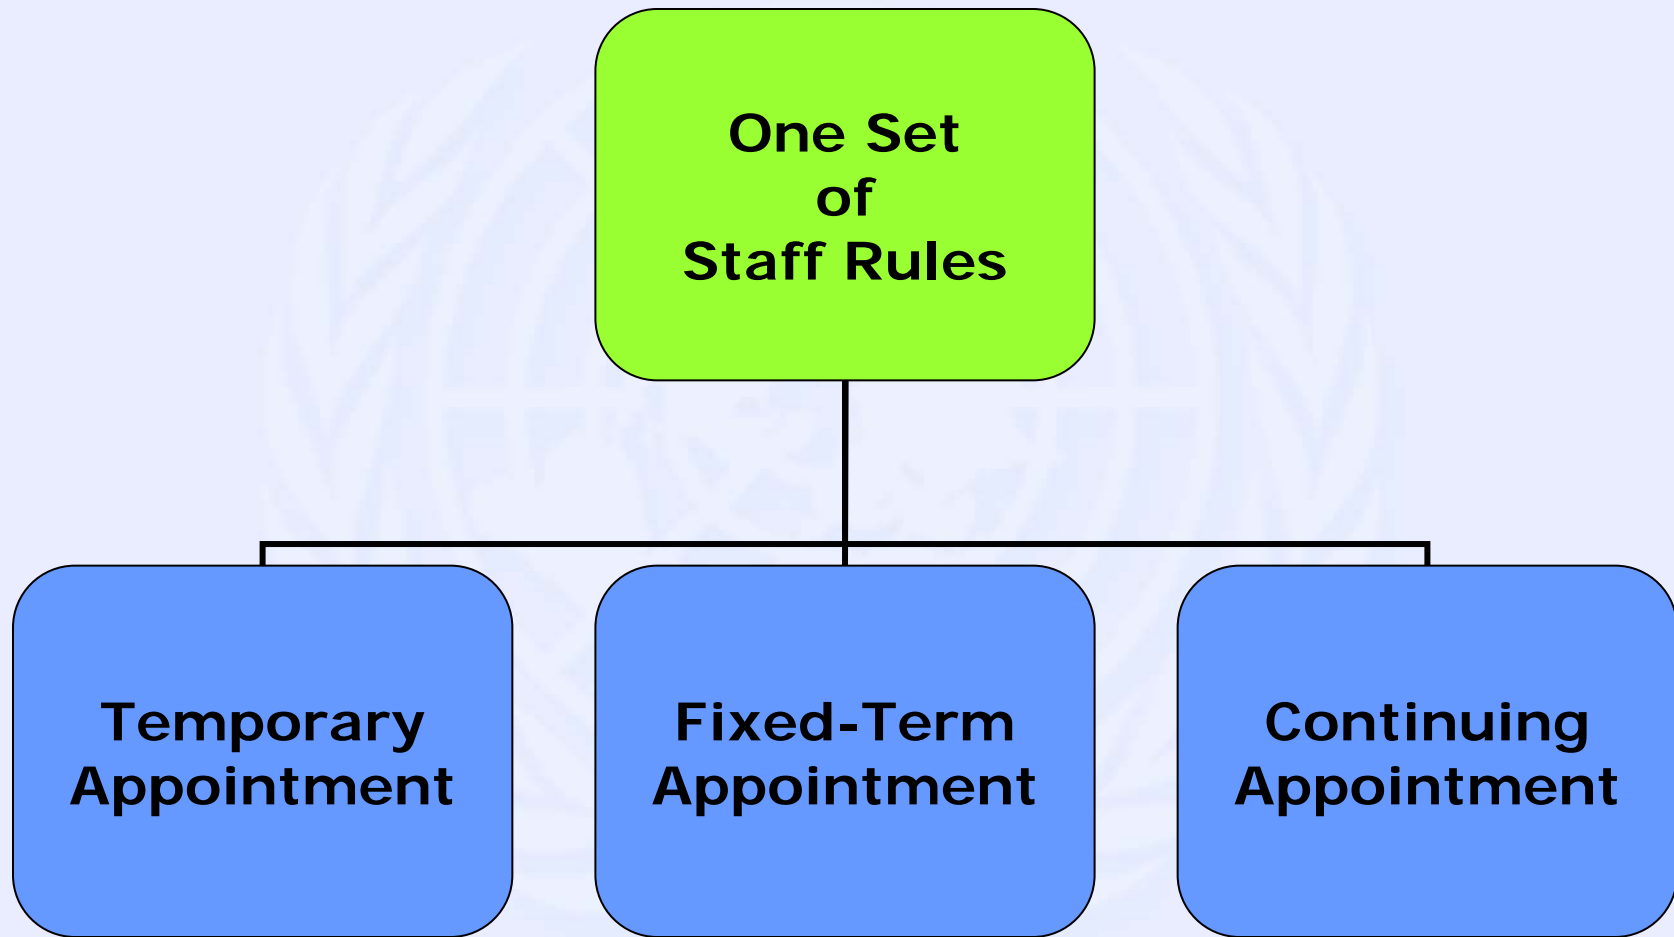 One Set
of
Staff Rules
Temporary
Appointment
Fixed-Term
Appointment
Continuing
Appointment